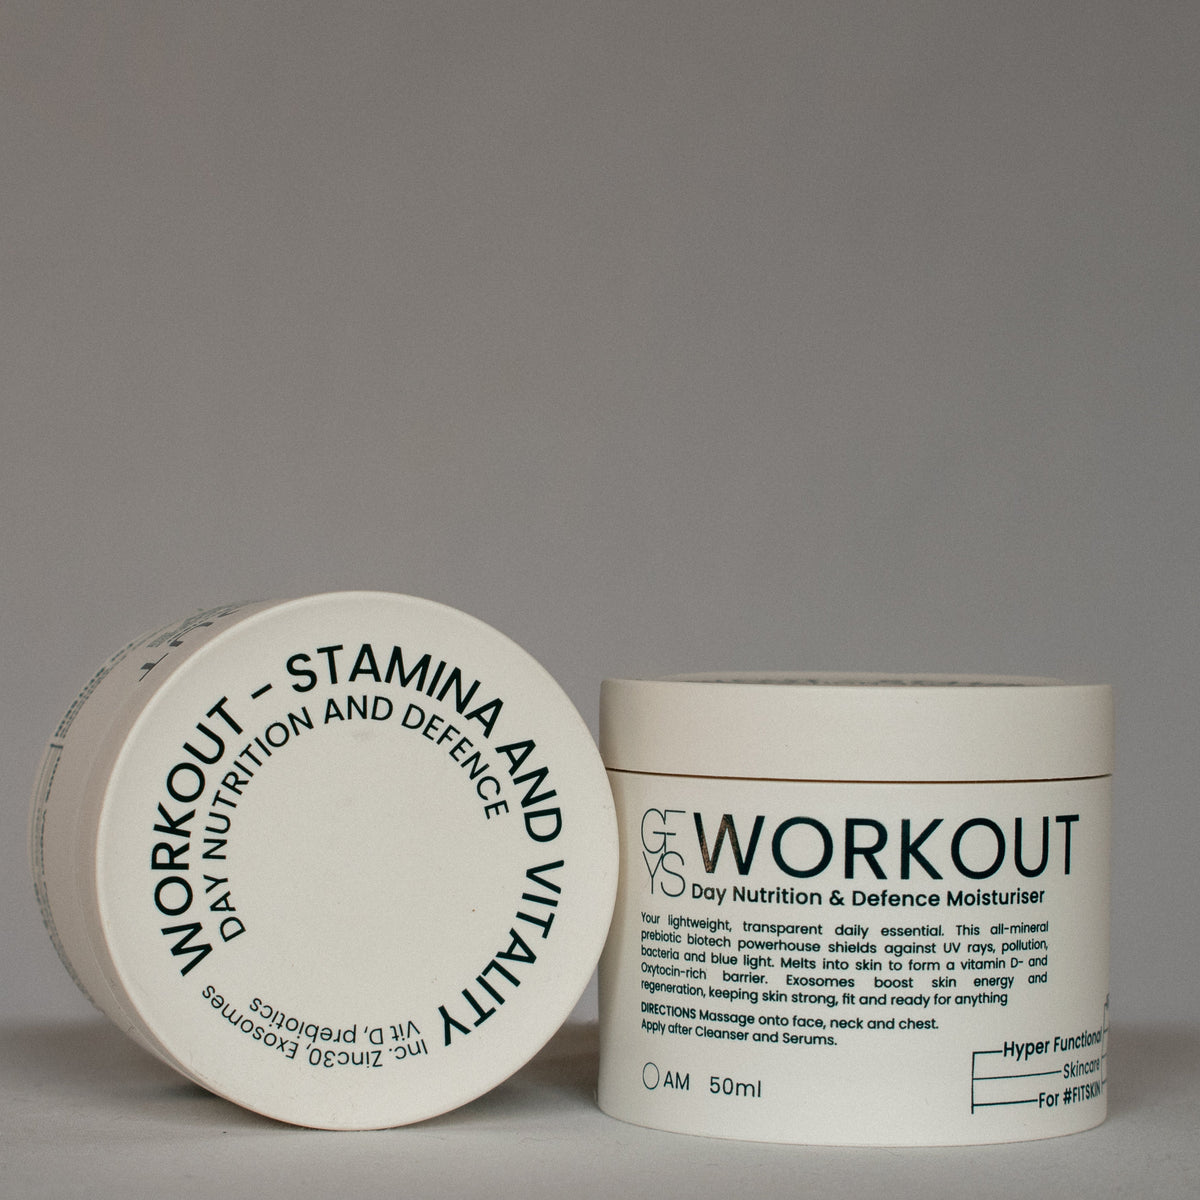 WORKOUT – STAMINA AND VITALITY
DAY NUTRITION AND DEFENCE
Inc. Zinc30, Exosomes
Vit D, prebiotics
GE
YS
WORKOUT
Day Nutrition & Defence Moisturiser
Your lightweight, transparent daily essential. This all-mineral
prebiotic biotech powerhouse shields against UV rays, pollution,
bacteria and blue light. Melts into skin to form a vitamin D- and
Oxytocin-rich barrier. Exosomes boost skin energy and
regeneration, keeping skin strong, fit and ready for anything
DIRECTIONS Massage onto face, neck and chest.
Apply after Cleanser and Serums.
AM 50ml
Hyper Functional
Skincare
For #FITSKIN